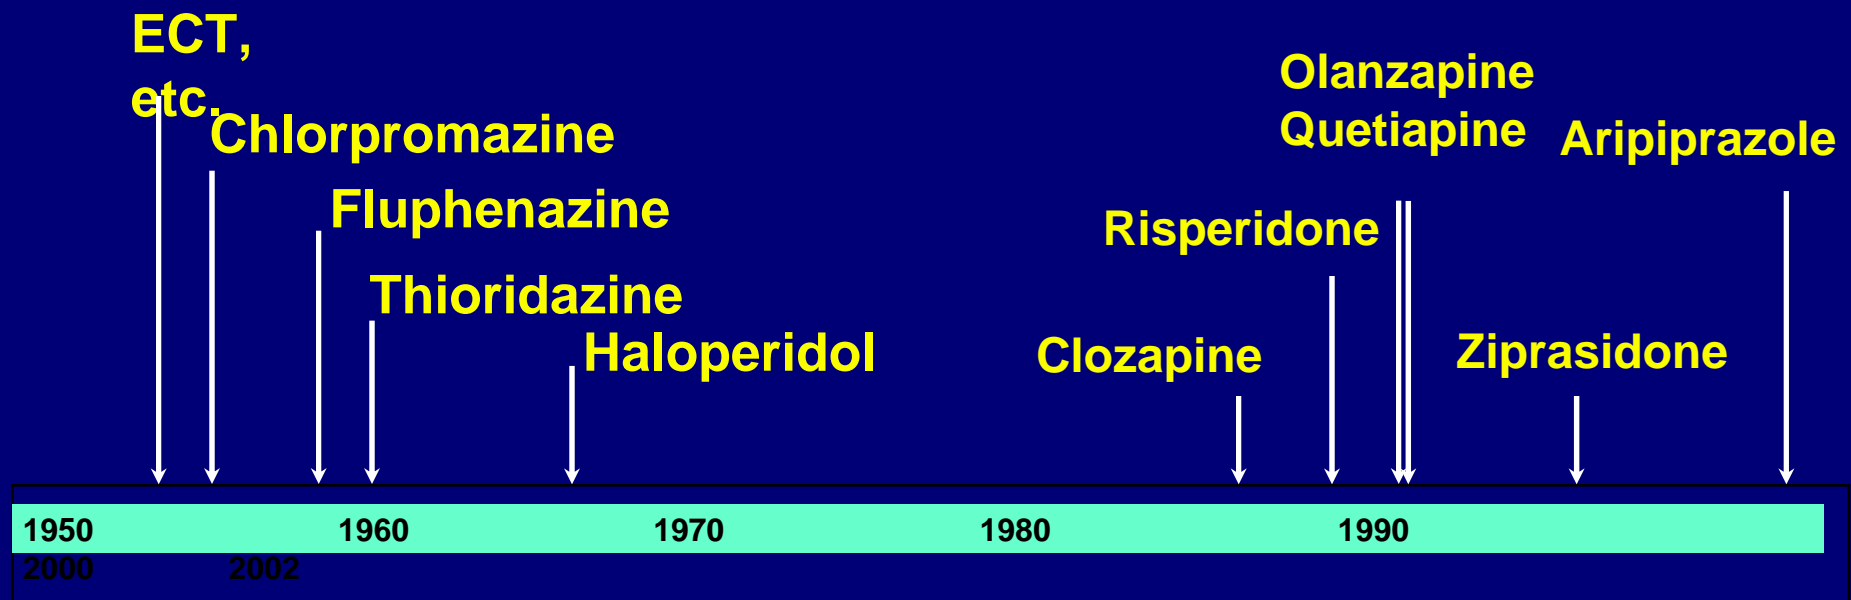 ECT,
etc.
Chlorpromazine
Fluphenazine
Thioridazine
Haloperidol
Clozapine
Risperidone
Olanzapine
Quetiapine
Ziprasidone
Aripiprazole
1950 1960 1970 1980 1990
2000 2002